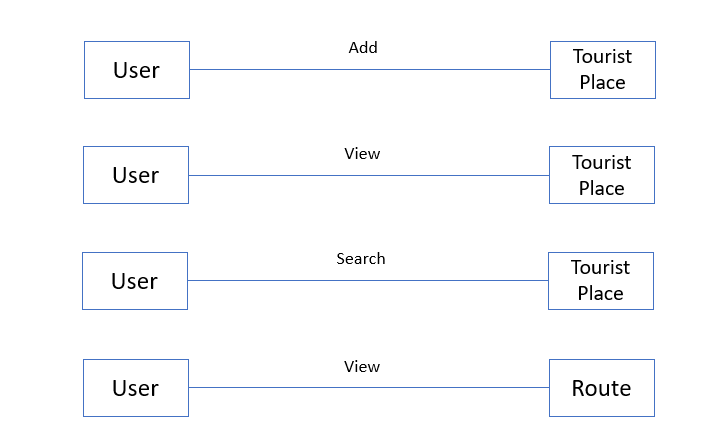 Add
User
Tourist
Place
View
User
Tourist
Place
Search
User
Tourist
Place
View
User
Route